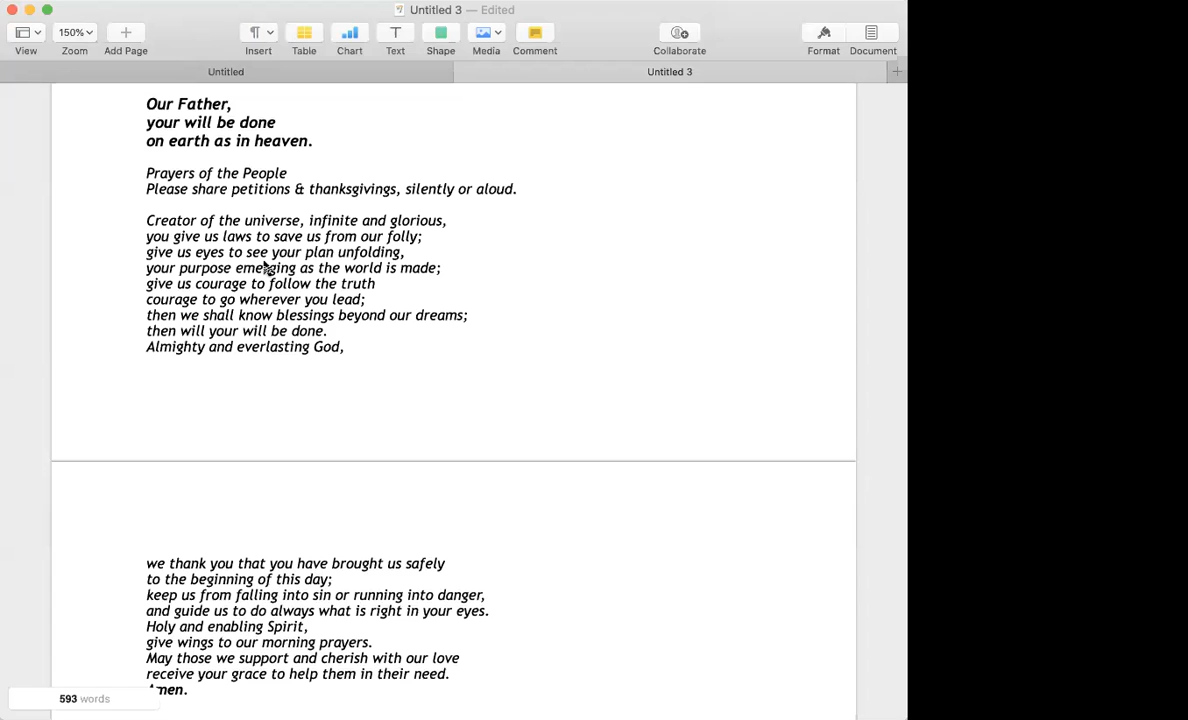 Untitled 3 — Edited
150%
View
Zoom
Add Page
Insert
Table
Chart
Text
Shape
Media
Comment
Collaborate
Format
Document
Untitled
Untitled 3
Our Father,
your will be done
on earth as in heaven.
Prayers of the People
Please share petitions & thanksgivings, silently or aloud.
Creator of the universe, infinite and glorious,
you give us laws to save us from our folly;
give us eyes to see your plan unfolding,
your purpose emerging as the world is made;
give us courage to follow the truth
courage to go wherever you lead;
then we shall know blessings beyond our dreams;
then will your will be done.
Almighty and everlasting God,
we thank you that you have brought us safely
to the beginning of this day;
keep us from falling into sin or running into danger,
and guide us to do always what is right in your eyes.
Holy and enabling Spirit,
give wings to our morning prayers.
May those we support and cherish with our love
receive your grace to help them in their need.
Amen.
593 words